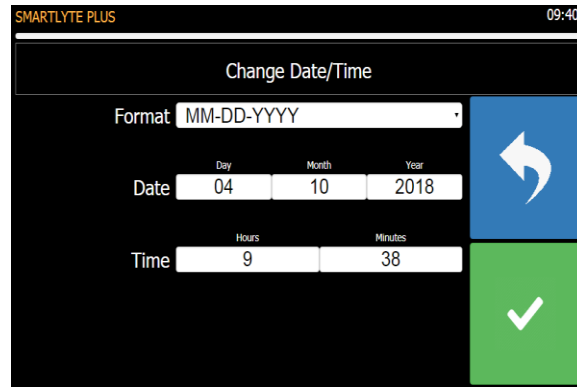 SMARTLYTE PLUS 09:40
Change Date/Time
Format MM-DD-YYYY
Day Month Year
Date 04 10 2018
Hours Minutes
Time 9 38